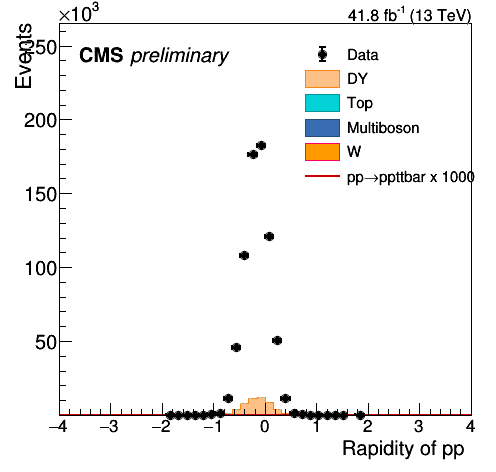 ×10³
41.8 fb⁻¹ (13 TeV)
Events
CMS preliminary
Data
DY
Top
Multiboson
W
pp→ppttbar x 1000
200
150
100
50
−4 −3 −2 −1 0 1 2 3 4
Rapidity of pp